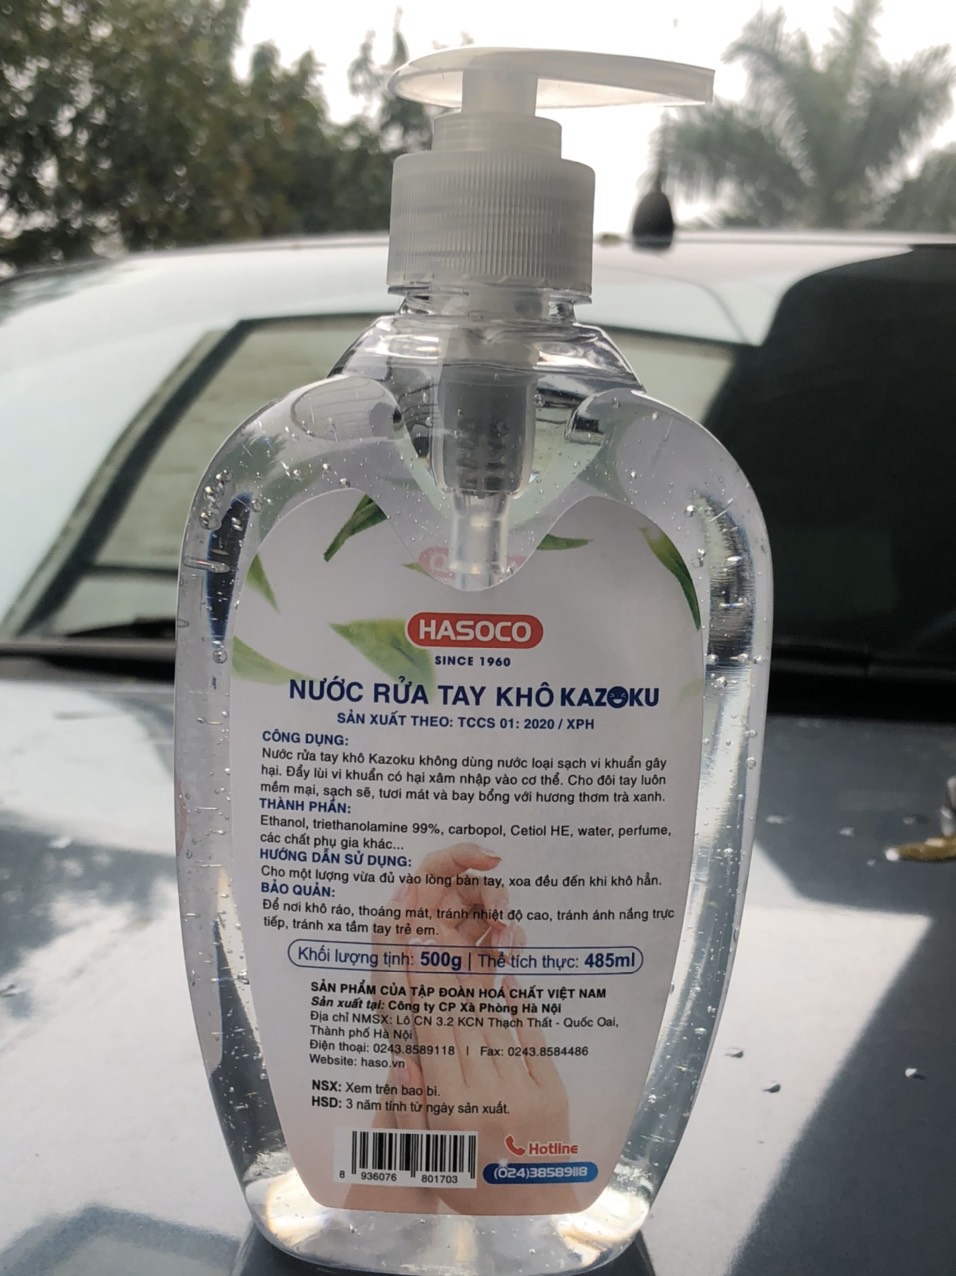 HASOCO
SINCE 1960
NƯỚC RỬA TAY KHÔ KAZOKU
SẢN XUẤT THEO: TCCS 01: 2020 / XPH
CÔNG DỤNG:
Nước rửa tay khô Kazoku không dùng nước loại sạch vi khuẩn gây
hại. Đẩy lùi vi khuẩn có hại xâm nhập vào cơ thể. Cho đôi tay luôn
mềm mại, sạch sẽ, tươi mát và bay bổng với hương thơm trà xanh.
THÀNH PHẦN:
Ethanol, triethanolamine 99%, carbopol, Cetiol HE, water, perfume,
các chất phụ gia khác...
HƯỚNG DẪN SỬ DỤNG:
Cho một lượng vừa đủ vào lòng bàn tay, xoa đều đến khi khô hẳn.
BẢO QUẢN:
Để nơi khô ráo, thoáng mát, tránh nhiệt độ cao, tránh ánh nắng trực
tiếp, tránh xa tầm tay trẻ em.
Khối lượng tịnh: 500g | Thể tích thực: 485ml
SẢN PHẨM CỦA TẬP ĐOÀN HOÁ CHẤT VIỆT NAM
Sản xuất tại: Công ty CP Xà Phòng Hà Nội
Địa chỉ NMSX: Lô CN 3.2 KCN Thạch Thất - Quốc Oai,
Thành phố Hà Nội
Điện thoại: 0243.8589118 | Fax: 0243.8584486
Website: haso.vn
NSX: Xem trên bao bì.
HSD: 3 năm tính từ ngày sản xuất.
Hotline
(024)38589118
8 936076 801703